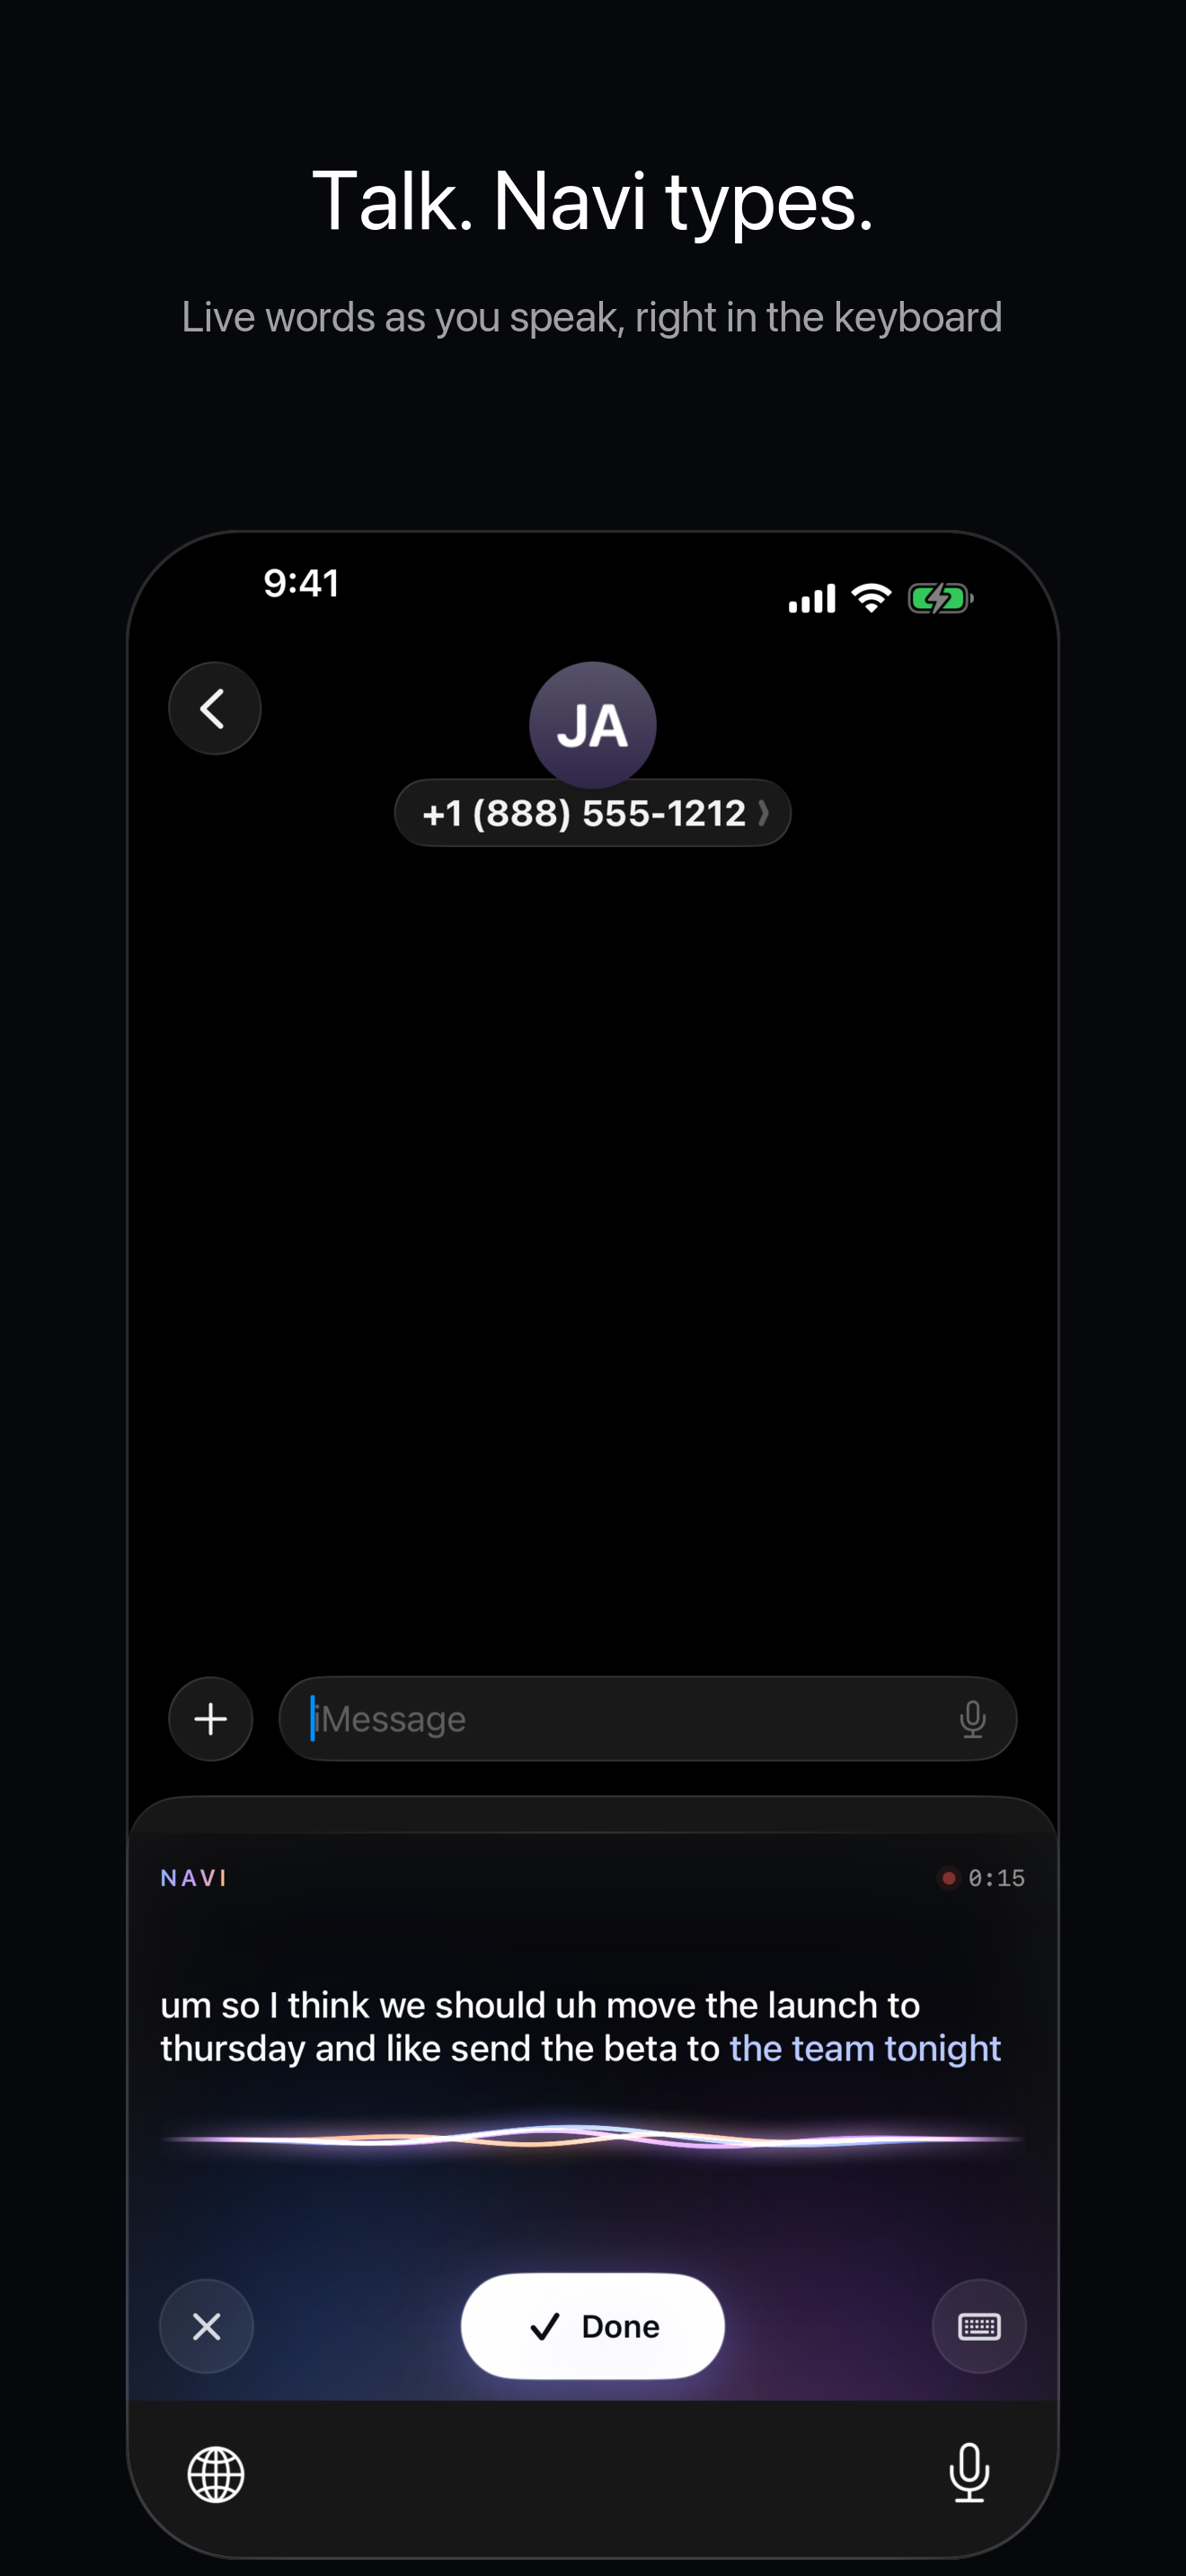 Talk. Navi types.
Live words as you speak, right in the keyboard
9:41
JA
+1 (888) 555-1212
iMessage
NAVI
0:15
um so I think we should uh move the launch to
thursday and like send the beta to the team tonight
Done